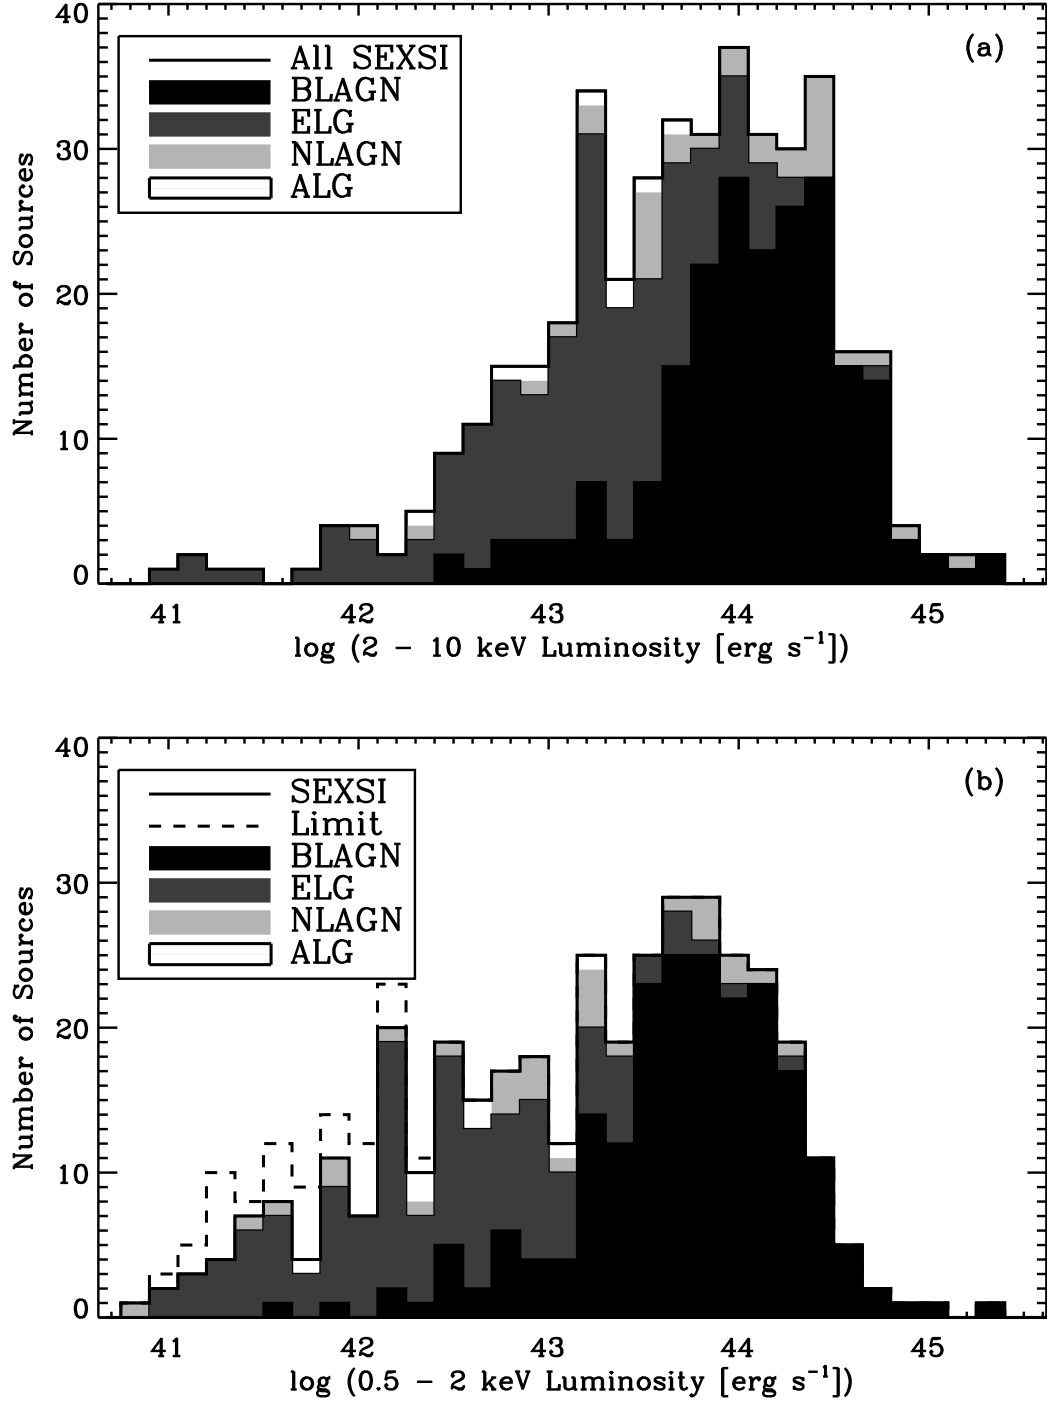 40
(a)
All SEXSI
BLAGN
ELG
NLAGN
ALG
30
20
10
0
Number of Sources
41 42 43 44 45
log (2 – 10 keV Luminosity [erg s⁻¹])
40
(b)
SEXSI
Limit
BLAGN
ELG
NLAGN
ALG
30
20
10
0
Number of Sources
41 42 43 44 45
log (0.5 – 2 keV Luminosity [erg s⁻¹])